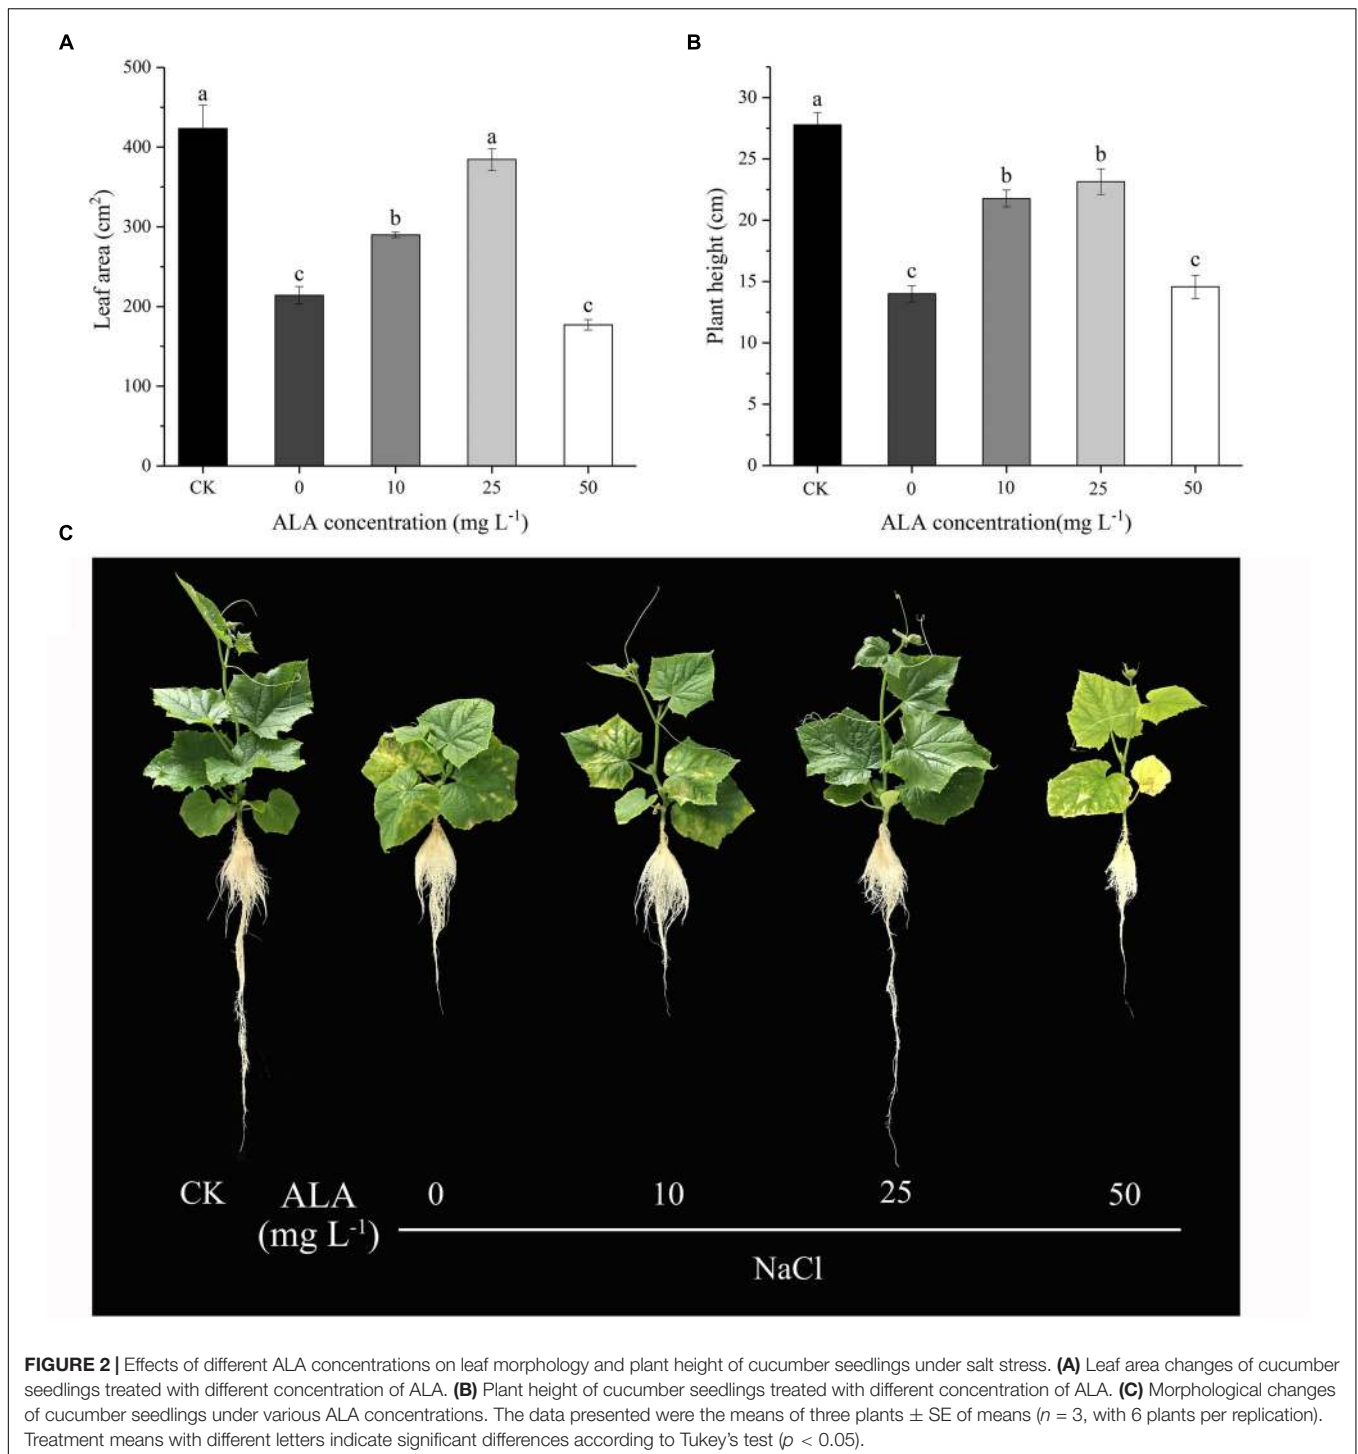 A
500
400
300
200
100
0
Leaf area (cm²)
a
c
b
a
c
CK 0 10 25 50
ALA concentration (mg L⁻¹)
B
30
25
20
15
10
5
0
Plant height (cm)
a
c
b
b
c
CK 0 10 25 50
ALA concentration(mg L⁻¹)
C
CK ALA 0 10 25 50
(mg L⁻¹)
NaCl
FIGURE 2 | Effects of different ALA concentrations on leaf morphology and plant height of cucumber seedlings under salt stress. (A) Leaf area changes of cucumber
seedlings treated with different concentration of ALA. (B) Plant height of cucumber seedlings treated with different concentration of ALA. (C) Morphological changes
of cucumber seedlings under various ALA concentrations. The data presented were the means of three plants ± SE of means (n = 3, with 6 plants per replication).
Treatment means with different letters indicate significant differences according to Tukey's test (p < 0.05).